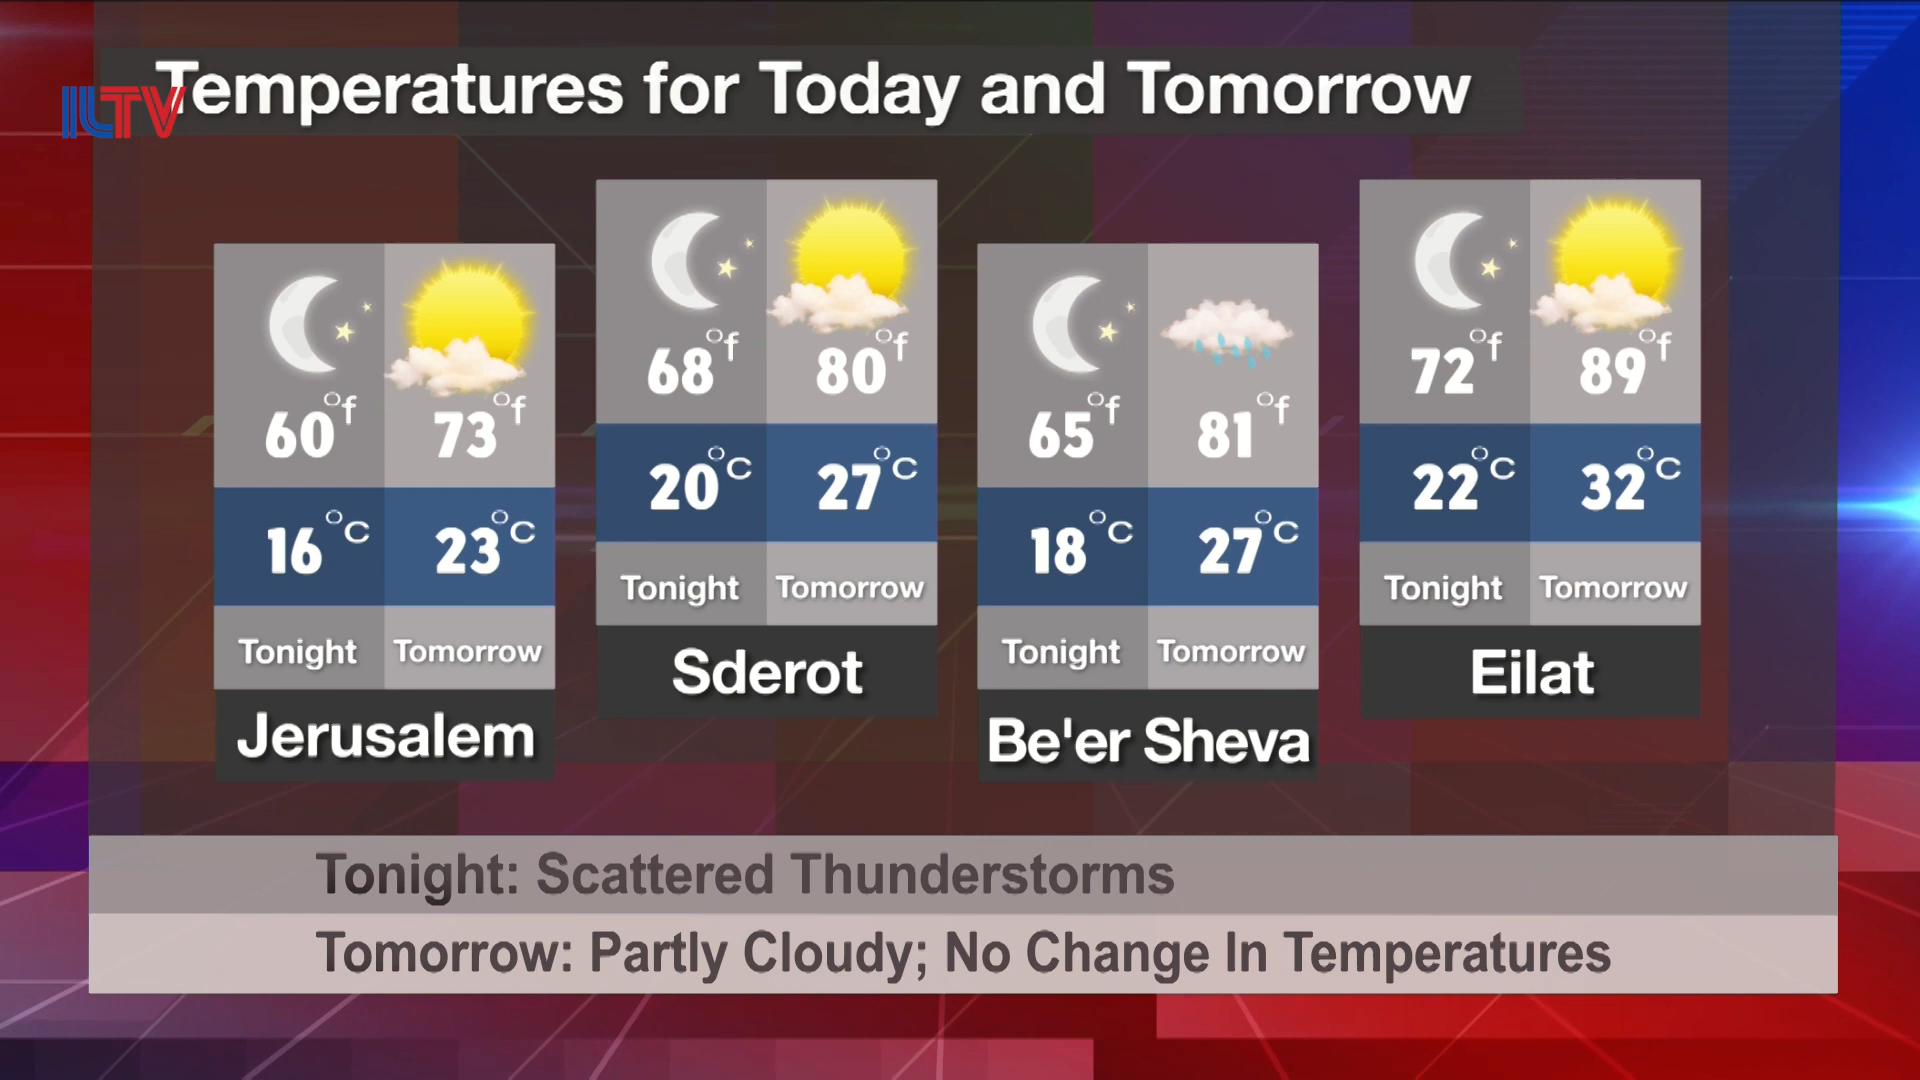 ILTV
Temperatures for Today and Tomorrow
60°f 73°f
16°C 23°C
Tonight Tomorrow
Jerusalem
68°f 80°f
20°C 27°C
Tonight Tomorrow
Sderot
65°f 81°f
18°C 27°C
Tonight Tomorrow
Be'er Sheva
72°f 89°f
22°C 32°C
Tonight Tomorrow
Eilat
Tonight: Scattered Thunderstorms
Tomorrow: Partly Cloudy; No Change In Temperatures